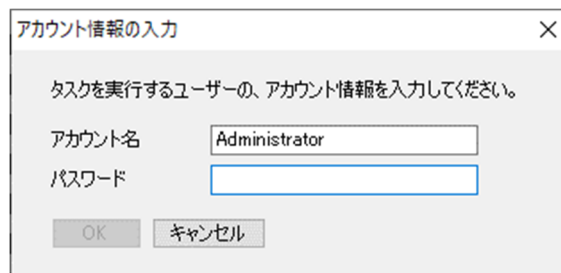 アカウント情報の入力
タスクを実行するユーザーの、アカウント情報を入力してください。
アカウント名 Administrator
パスワード
OK キャンセル